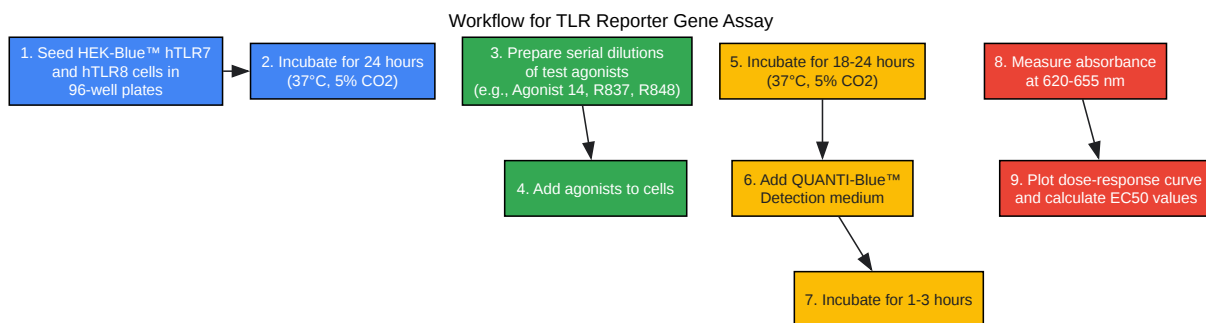 Workflow for TLR Reporter Gene Assay
1. Seed HEK-Blue™ hTLR7
and hTLR8 cells in
96-well plates
2. Incubate for 24 hours
(37°C, 5% CO2)
3. Prepare serial dilutions
of test agonists
(e.g., Agonist 14, R837, R848)
4. Add agonists to cells
5. Incubate for 18-24 hours
(37°C, 5% CO2)
6. Add QUANTI-Blue™
Detection medium
7. Incubate for 1-3 hours
8. Measure absorbance
at 620-655 nm
9. Plot dose-response curve
and calculate EC50 values